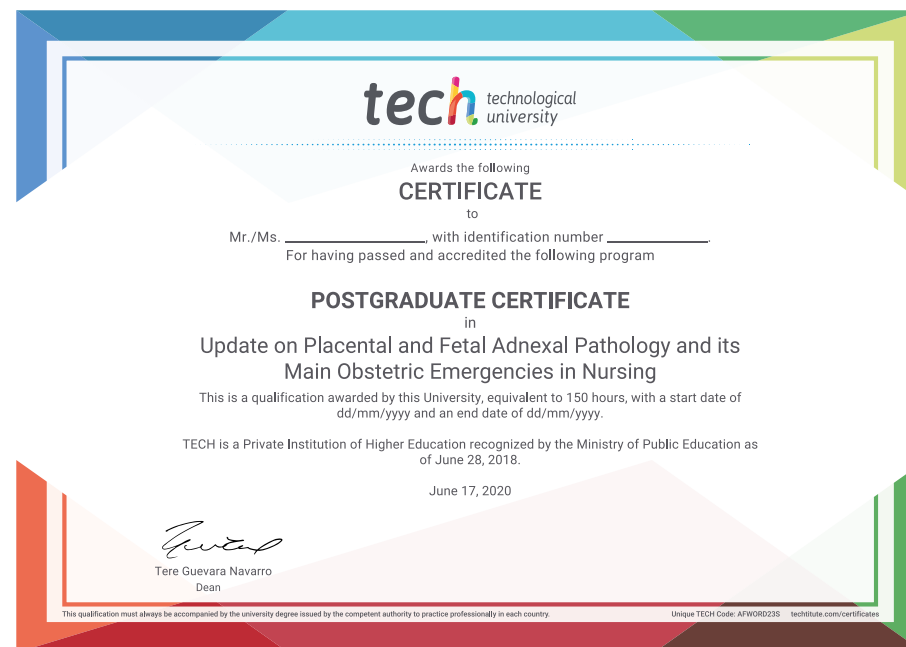 tech technological
university
Awards the following
CERTIFICATE
to
Mr./Ms. ____________________, with identification number ______________.
For having passed and accredited the following program
POSTGRADUATE CERTIFICATE
in
Update on Placental and Fetal Adnexal Pathology and its
Main Obstetric Emergencies in Nursing
This is a qualification awarded by this University, equivalent to 150 hours, with a start date of
dd/mm/yyyy and an end date of dd/mm/yyyy.
TECH is a Private Institution of Higher Education recognized by the Ministry of Public Education as
of June 28, 2018.
June 17, 2020
Tere Guevara Navarro
Dean
This qualification must always be accompanied by the university degree issued by the competent authority to practice professionally in each country. Unique TECH Code: AFWORD23S techtitute.com/certificates